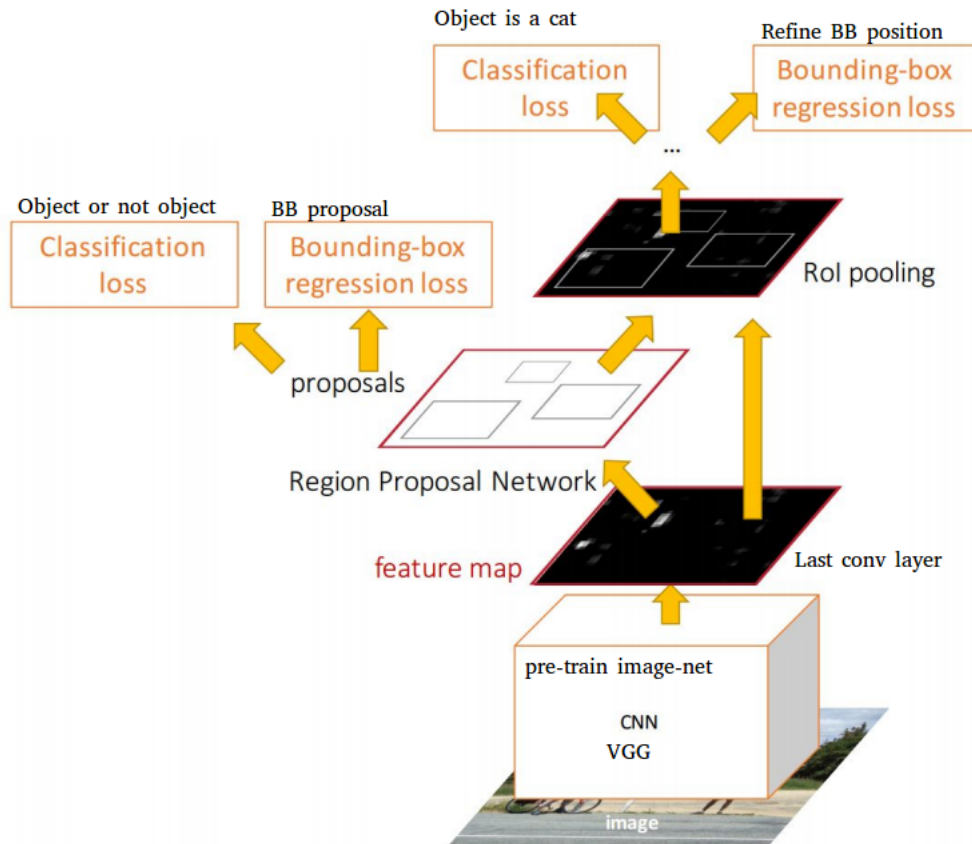 Object is a cat
Classification
loss
Refine BB position
Bounding-box
regression loss
...
Object or not object
Classification
loss
BB proposal
Bounding-box
regression loss
RoI pooling
proposals
Region Proposal Network
feature map
Last conv layer
pre-train image-net
CNN
VGG
image